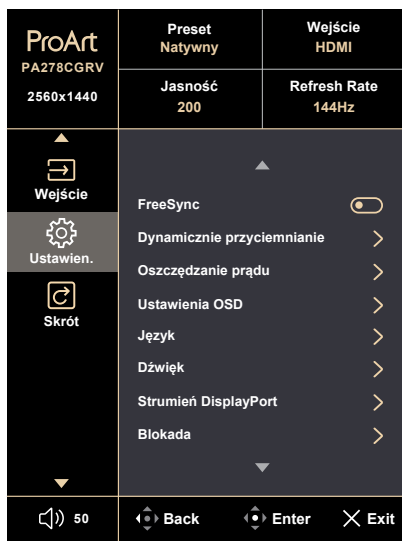 ProArt
PA278CGRV
2560x1440
Preset
Natywny
Wejście
HDMI
Jasność
200
Refresh Rate
144Hz
Wejście
Ustawien.
Skrót
FreeSync
Dynamicznie przyciemnianie
Oszczędzanie prądu
Ustawienia OSD
Język
Dźwięk
Strumień DisplayPort
Blokada
50
Back
Enter
Exit